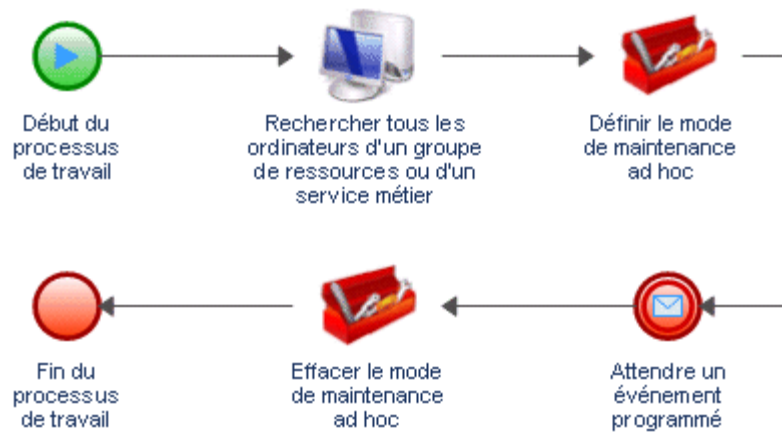 Début du
processus
de travail
Rechercher tous les
ordinateurs d'un groupe
de ressources ou d'un
service métier
Définir le mode
de maintenance
ad hoc
Fin du
processus
de travail
Effacer le mode
de maintenance
ad hoc
Attendre un
événement
programmé